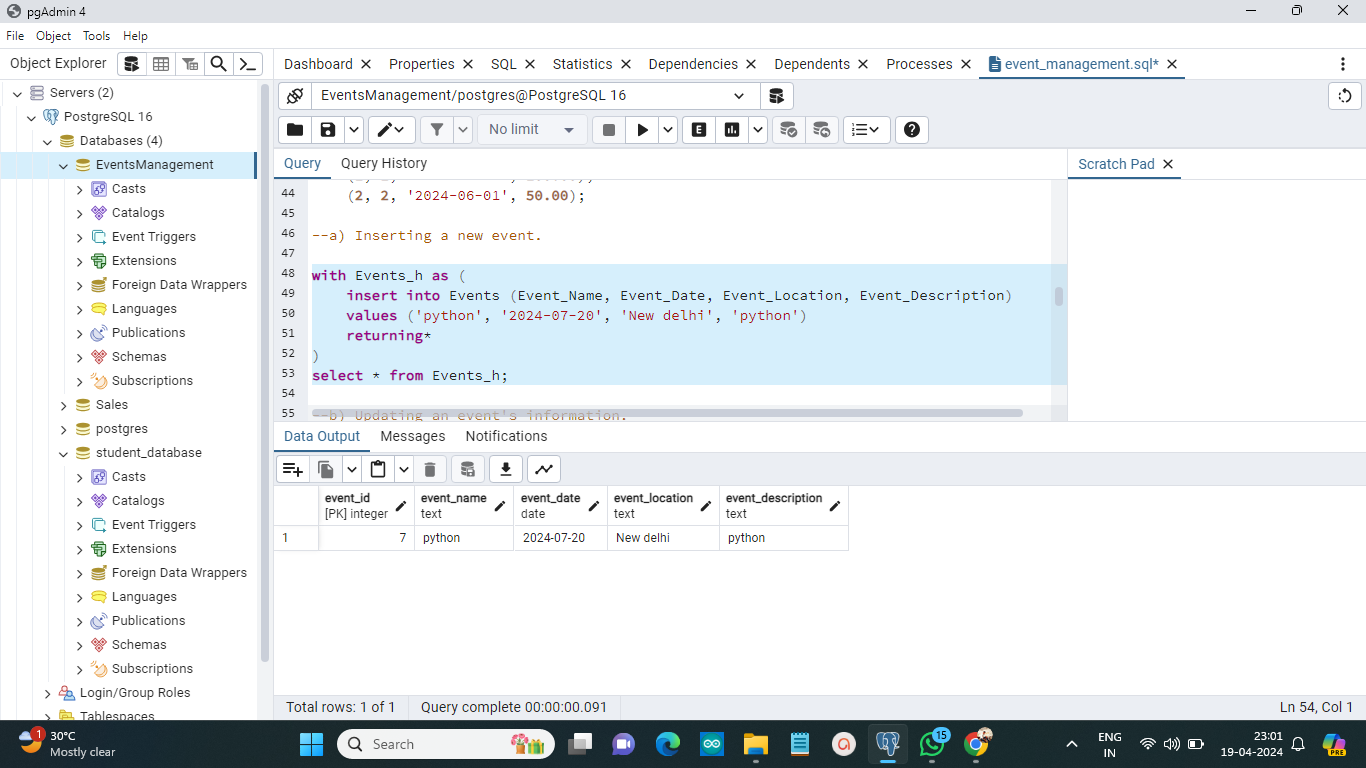 pgAdmin 4
File Object Tools Help
Object Explorer
Dashboard Properties SQL Statistics Dependencies Dependents Processes event_management.sql*
Servers (2)
PostgreSQL 16
Databases (4)
EventsManagement
Casts
Catalogs
Event Triggers
Extensions
Foreign Data Wrappers
Languages
Publications
Schemas
Subscriptions
Sales
postgres
student_database
Casts
Catalogs
Event Triggers
Extensions
Foreign Data Wrappers
Languages
Publications
Schemas
Subscriptions
Login/Group Roles
Tablespaces
EventsManagement/postgres@PostgreSQL 16
No limit
E
Query Query History
Scratch Pad
44 (2, 2, '2024-06-01', 50.00);
45
46 --a) Inserting a new event.
47
48 with Events_h as (
49 insert into Events (Event_Name, Event_Date, Event_Location, Event_Description)
50 values ('python', '2024-07-20', 'New delhi', 'python')
51 returning*
52 )
53 select * from Events_h;
54
55 --b) Updating an event's information.
Data Output Messages Notifications
event_id event_name event_date event_location event_description
[PK] integer text date text text
1 7 python 2024-07-20 New delhi python
Total rows: 1 of 1 Query complete 00:00:00.091 Ln 54, Col 1
1
30°C
Mostly clear
Search
15
ENG
IN
23:01
19-04-2024
PRE